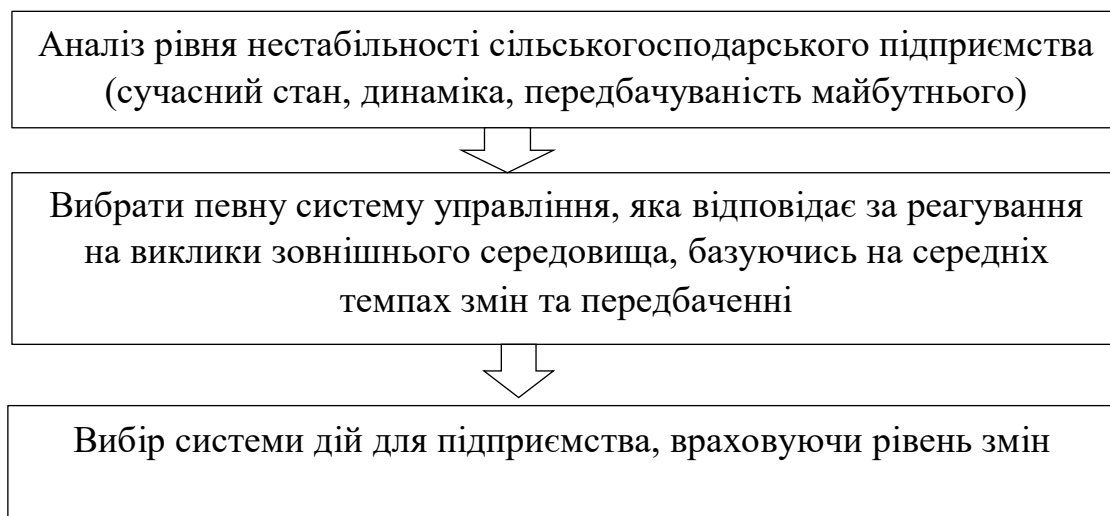 Аналіз рівня нестабільності сільськогосподарського підприємства
(сучасний стан, динаміка, передбачуваність майбутнього)
Вибрати певну систему управління, яка відповідає за реагування
на виклики зовнішнього середовища, базуючись на середніх
темпах змін та передбаченні
Вибір системи дій для підприємства, враховуючи рівень змін